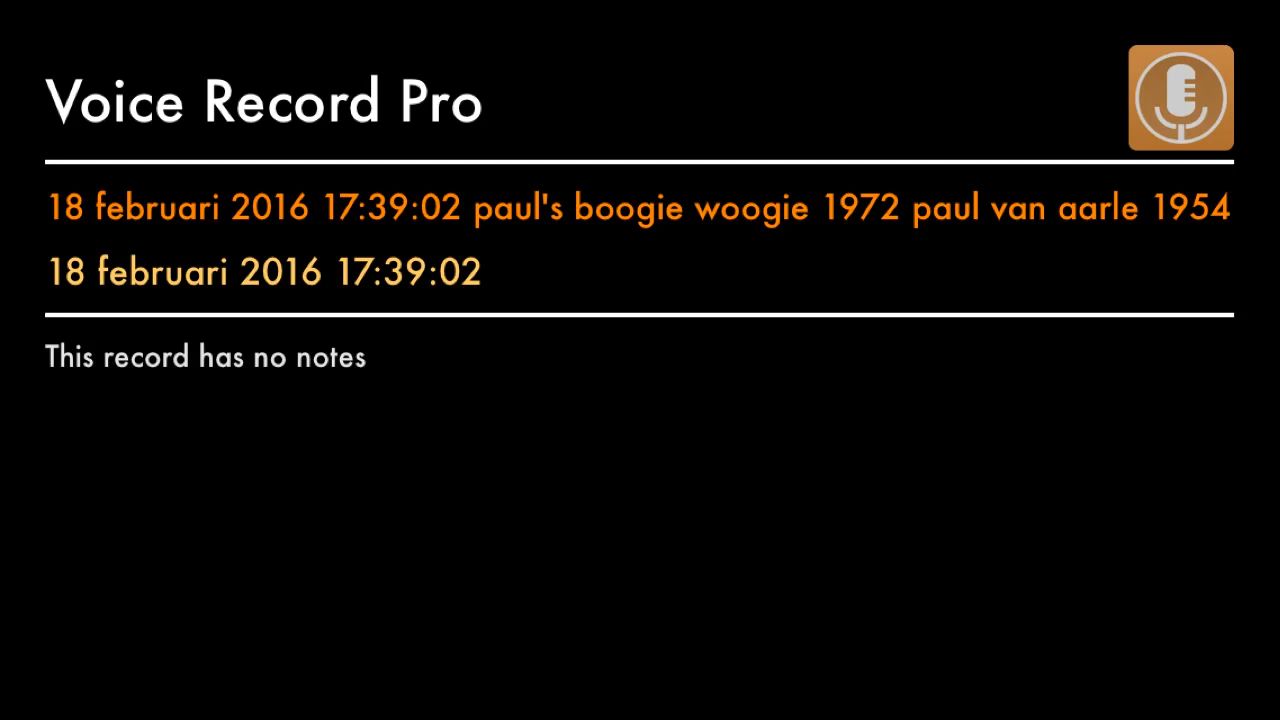 Voice Record Pro
18 februari 2016 17:39:02 paul's boogie woogie 1972 paul van aarle 1954
18 februari 2016 17:39:02
This record has no notes